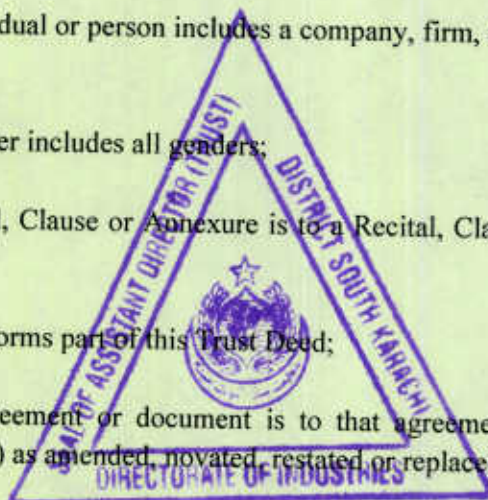 dual or person includes a company, firm,
er includes all genders;
, Clause or Annexure is to a Recital, Cla
orms part of this Trust Deed;
eement or document is to that agreeme
) as amended, novated, restated or replace
SEAL OF ASSISTANT DIRECTOR (TRUST)
DISTRICT SOUTH KARACHI
DIRECTORATE OF INDUSTRIES